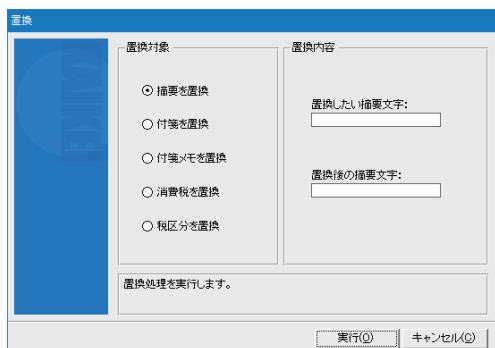 置換
置換対象
摘要を置換
付箋を置換
付箋メモを置換
消費税を置換
税区分を置換
置換内容
置換したい摘要文字:
置換後の摘要文字:
置換処理を実行します。
実行(O)
キャンセル(C)
KAIKEI